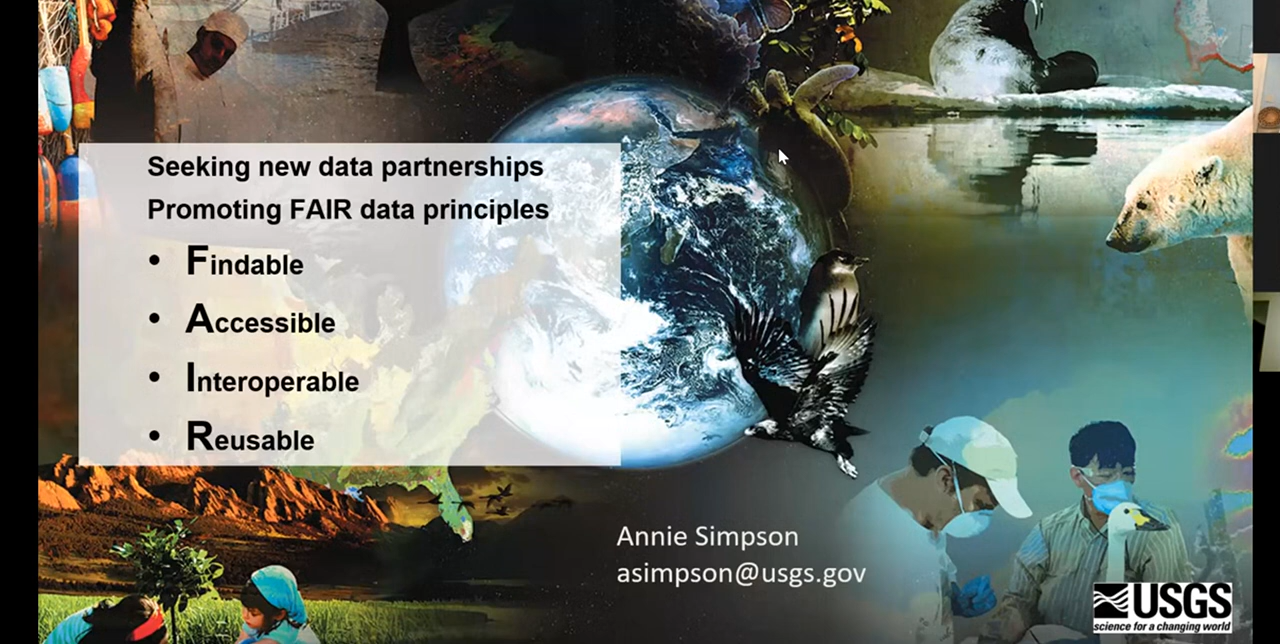 Seeking new data partnerships
Promoting FAIR data principles
• Findable
• Accessible
• Interoperable
• Reusable
Annie Simpson
asimpson@usgs.gov
USGS
science for a changing world